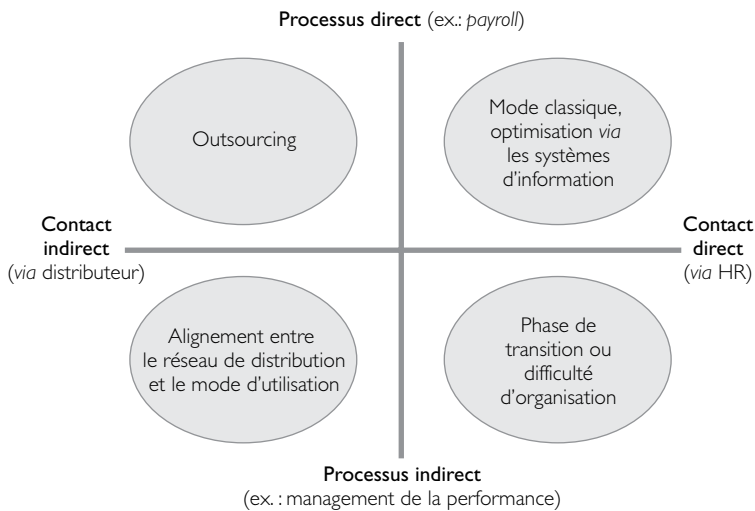 Processus direct (ex.: payroll)
Outsourcing
Mode classique,
optimisation via
les systèmes
d'information
Contact
indirect
(via distributeur)
Contact
direct
(via HR)
Alignement entre
le réseau de distribution
et le mode d'utilisation
Phase de
transition ou
difficulté
d'organisation
Processus indirect
(ex. : management de la performance)